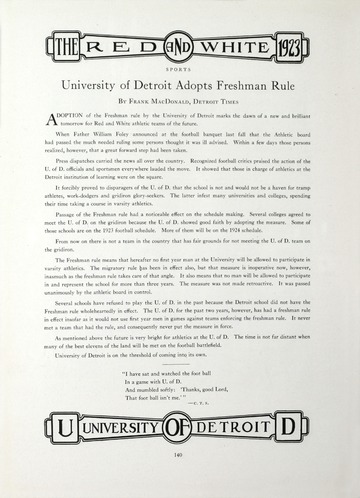 THE RED AND WHITE 1923
SPORTS
University of Detroit Adopts Freshman Rule
BY FRANK MACDONALD, DETROIT TIMES
ADOPTION of the Freshman rule by the University of Detroit marks the dawn of a new and brilliant
tomorrow for Red and White athletic teams of the future.
When Father William Foley announced at the football banquet last fall that the Athletic board
had passed the much needed ruling some persons thought it was ill advised. Within a few days those persons
realized, however, that a great forward step had been taken.
Press dispatches carried the news all over the country. Recognized football critics praised the action of the
U. of D. officials and sportsmen everywhere lauded the move. It showed that those in charge of athletics at the
Detroit institution of learning were on the square.
It forcibly proved to disparagers of the U. of D. that the school is not and would not be a haven for tramp
athletes, work-dodgers and gridiron glory-seekers. The latter infest many universities and colleges, spending
their time taking a course in varsity athletics.
Passage of the Freshman rule had a noticeable effect on the schedule making. Several colleges agreed to
meet the U. of D. on the gridiron because the U. of D. showed good faith by adopting the measure. Some of
those schools are on the 1923 football schedule. More of them will be on the 1924 schedule.
From now on there is not a team in the country that has fair grounds for not meeting the U. of D. team on
the gridiron.
The Freshman rule means that hereafter no first year man at the University will be allowed to participate in
varsity athletics. The migratory rule has been in effect also, but that measure is imperative now, however,
inasmuch as the freshman rule takes care of that angle. It also means that no man will be allowed to participate
in and represent the school for more than three years. The measure was not made retroactive. It was passed
unanimously by the athletic board in control.
Several schools have refused to play the U. of D. in the past because the Detroit school did not have the
Freshman rule wholeheartedly in effect. The U. of D. for the past two years, however, has had a freshman rule
in effect insofar as it would not use first year men in games against teams enforcing the freshman rule. It never
met a team that had the rule, and consequently never put the measure in force.
As mentioned above the future is very bright for athletics at the U. of D. The time is not far distant when
many of the best elevens of the land will be met on the football battlefield.
University of Detroit is on the threshold of coming into its own.
"I have sat and watched the foot ball
In a game with U. of D.
And mumbled softly: 'Thanks, good Lord,
That foot ball isn't me.'"
U UNIVERSITY OF DETROIT D
140